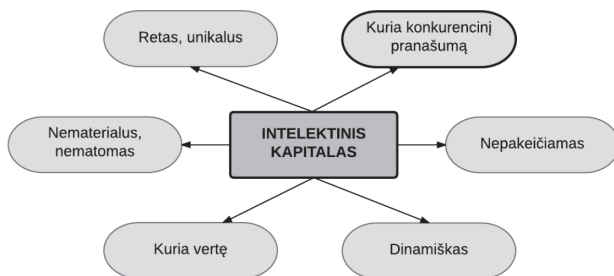 Retas, unikalus
Kuria konkurencinį
pranašumą
Nematerialus,
nematomas
INTELEKTINIS
KAPITALAS
Nepakeičiamas
Kuria vertę
Dinamiškas